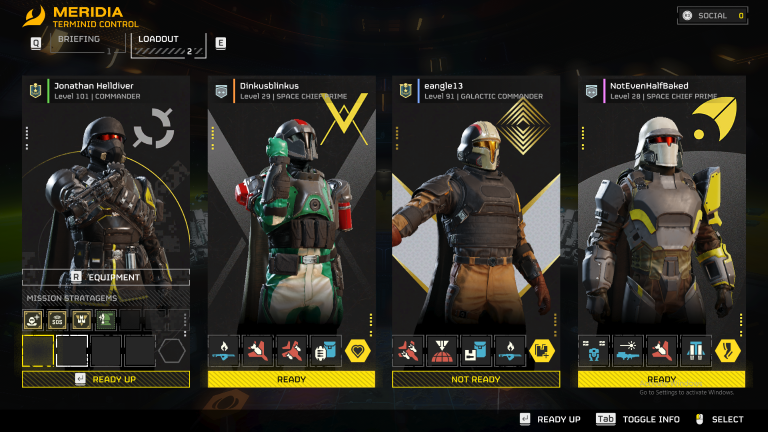 MERIDIA
TERMINID CONTROL
SOCIAL 0
Q BRIEFING 1 LOADOUT 2 E
Jonathan Helldiver
Level 101 | COMMANDER
Dinkusblinkus
Level 29 | SPACE CHIEF PRIME
eangle13
Level 91 | GALACTIC COMMANDER
NotEvenHalfBaked
Level 28 | SPACE CHIEF PRIME
R EQUIPMENT
MISSION STRATAGEMS
SOS
READY UP
READY
NOT READY
READY
Go to Settings to activate Windows.
READY UP Tab TOGGLE INFO SELECT